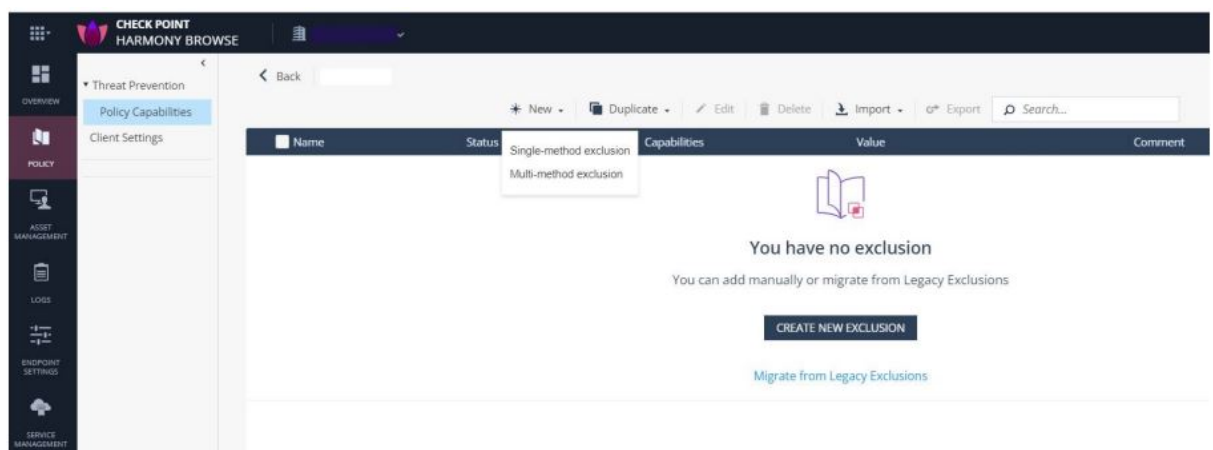 CHECK POINT
HARMONY BROWSE
OVERVIEW
POLICY
ASSET
MANAGEMENT
LOGS
ENDPOINT
SETTINGS
SERVICE
MANAGEMENT
Threat Prevention
Policy Capabilities
Client Settings
Back
New Duplicate Edit Delete Import Export Search...
Name Status Capabilities Value Comment
Single-method exclusion
Multi-method exclusion
You have no exclusion
You can add manually or migrate from Legacy Exclusions
CREATE NEW EXCLUSION
Migrate from Legacy Exclusions